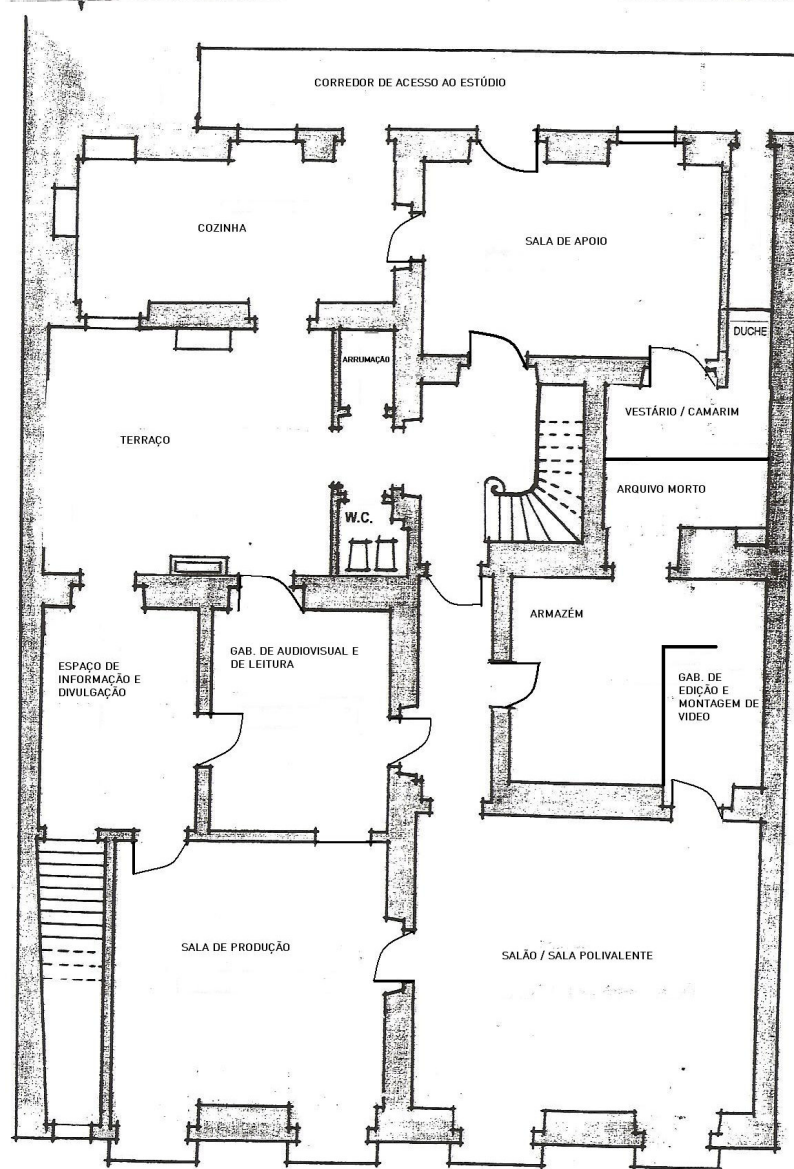 CORREDOR DE ACESSO AO ESTÚDIO
COZINHA
SALA DE APOIO
DUCHE
ARRUMAÇÃO
VESTÁRIO / CAMARIM
TERRAÇO
ARQUIVO MORTO
W.C.
ARMAZÉM
ESPAÇO DE
INFORMAÇÃO E
DIVULGAÇÃO
GAB. DE AUDIOVISUAL E
DE LEITURA
GAB. DE
EDIÇÃO E
MONTAGEM DE
VIDEO
SALA DE PRODUÇÃO
SALÃO / SALA POLIVALENTE